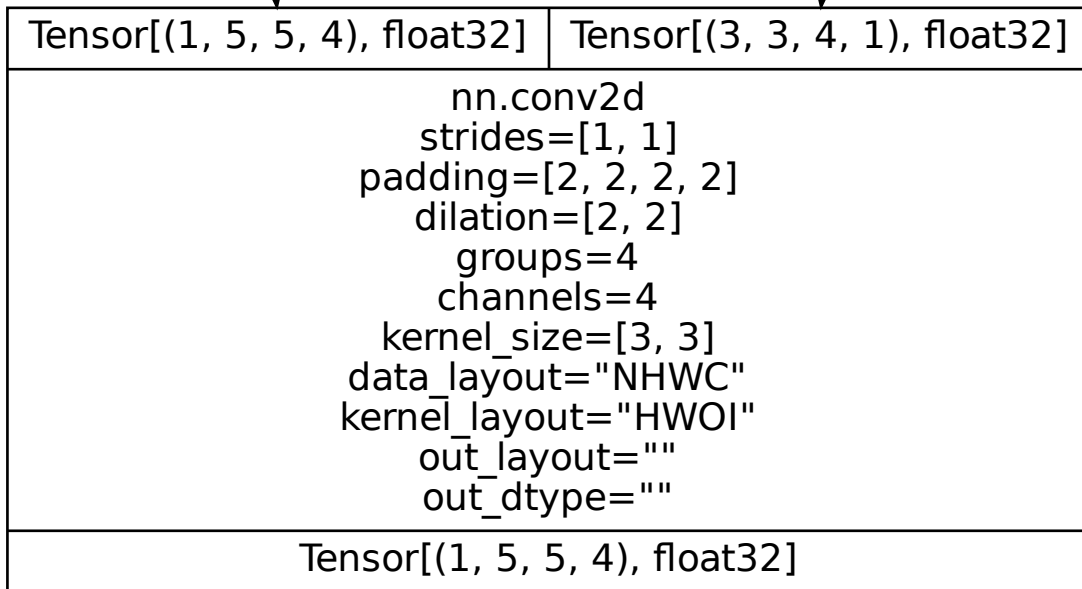 Tensor[(1, 5, 5, 4), float32] Tensor[(3, 3, 4, 1), float32]
nn.conv2d
strides=[1, 1]
padding=[2, 2, 2, 2]
dilation=[2, 2]
groups=4
channels=4
kernel_size=[3, 3]
data_layout="NHWC"
kernel_layout="HWOI"
out_layout=""
out_dtype=""
Tensor[(1, 5, 5, 4), float32]